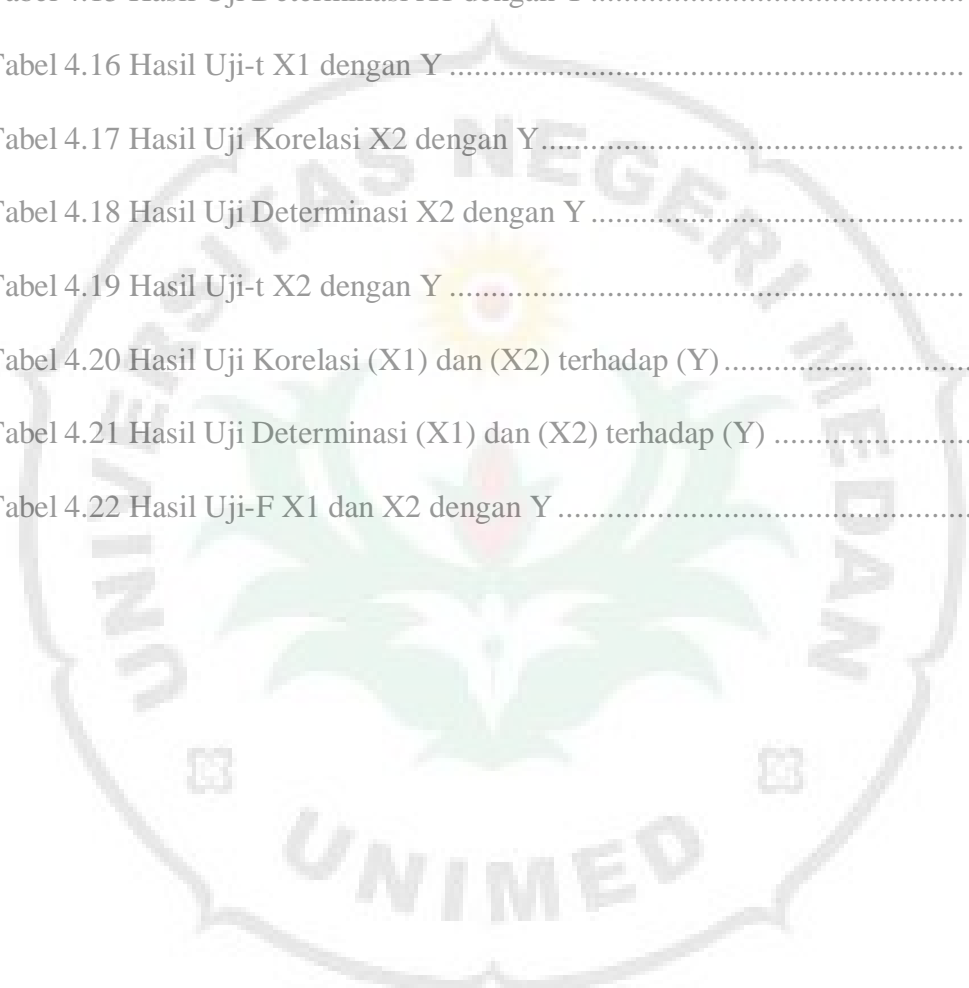 Tabel 4.16 Hasil Uji-t X1 dengan Y ................................................................
Tabel 4.17 Hasil Uji Korelasi X2 dengan Y.....................................................
Tabel 4.18 Hasil Uji Determinasi X2 dengan Y ..............................................
Tabel 4.19 Hasil Uji-t X2 dengan Y ................................................................
Tabel 4.20 Hasil Uji Korelasi (X1) dan (X2) terhadap (Y) ..............................
Tabel 4.21 Hasil Uji Determinasi (X1) dan (X2) terhadap (Y) ........................
Tabel 4.22 Hasil Uji-F X1 dan X2 dengan Y ...................................................
UNIVERSITAS NEGERI MEDAN
UNIMED